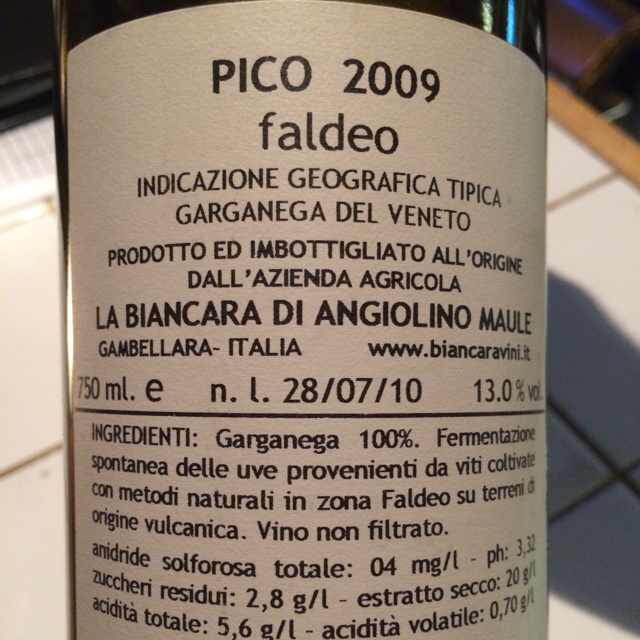 PICO 2009
faldeo
INDICAZIONE GEOGRAFICA TIPICA
GARGANEGA DEL VENETO
PRODOTTO ED IMBOTTIGLIATO ALL'ORIGINE
DALL'AZIENDA AGRICOLA
LA BIANCARA DI ANGIOLINO MAULE
GAMBELLARA- ITALIA www.biancaravini.it
750 ml. e n. l. 28/07/10 13.0 % vol.
INGREDIENTI: Garganega 100%. Fermentazione
spontanea delle uve provenienti da viti coltivate
con metodi naturali in zona Faldeo su terreni di
origine vulcanica. Vino non filtrato.
anidride solforosa totale: 04 mg/l - ph: 3,32
zuccheri residui: 2,8 g/l - estratto secco: 20 g/l
acidità totale: 5,6 g/l - acidità volatile: 0,70 g/l